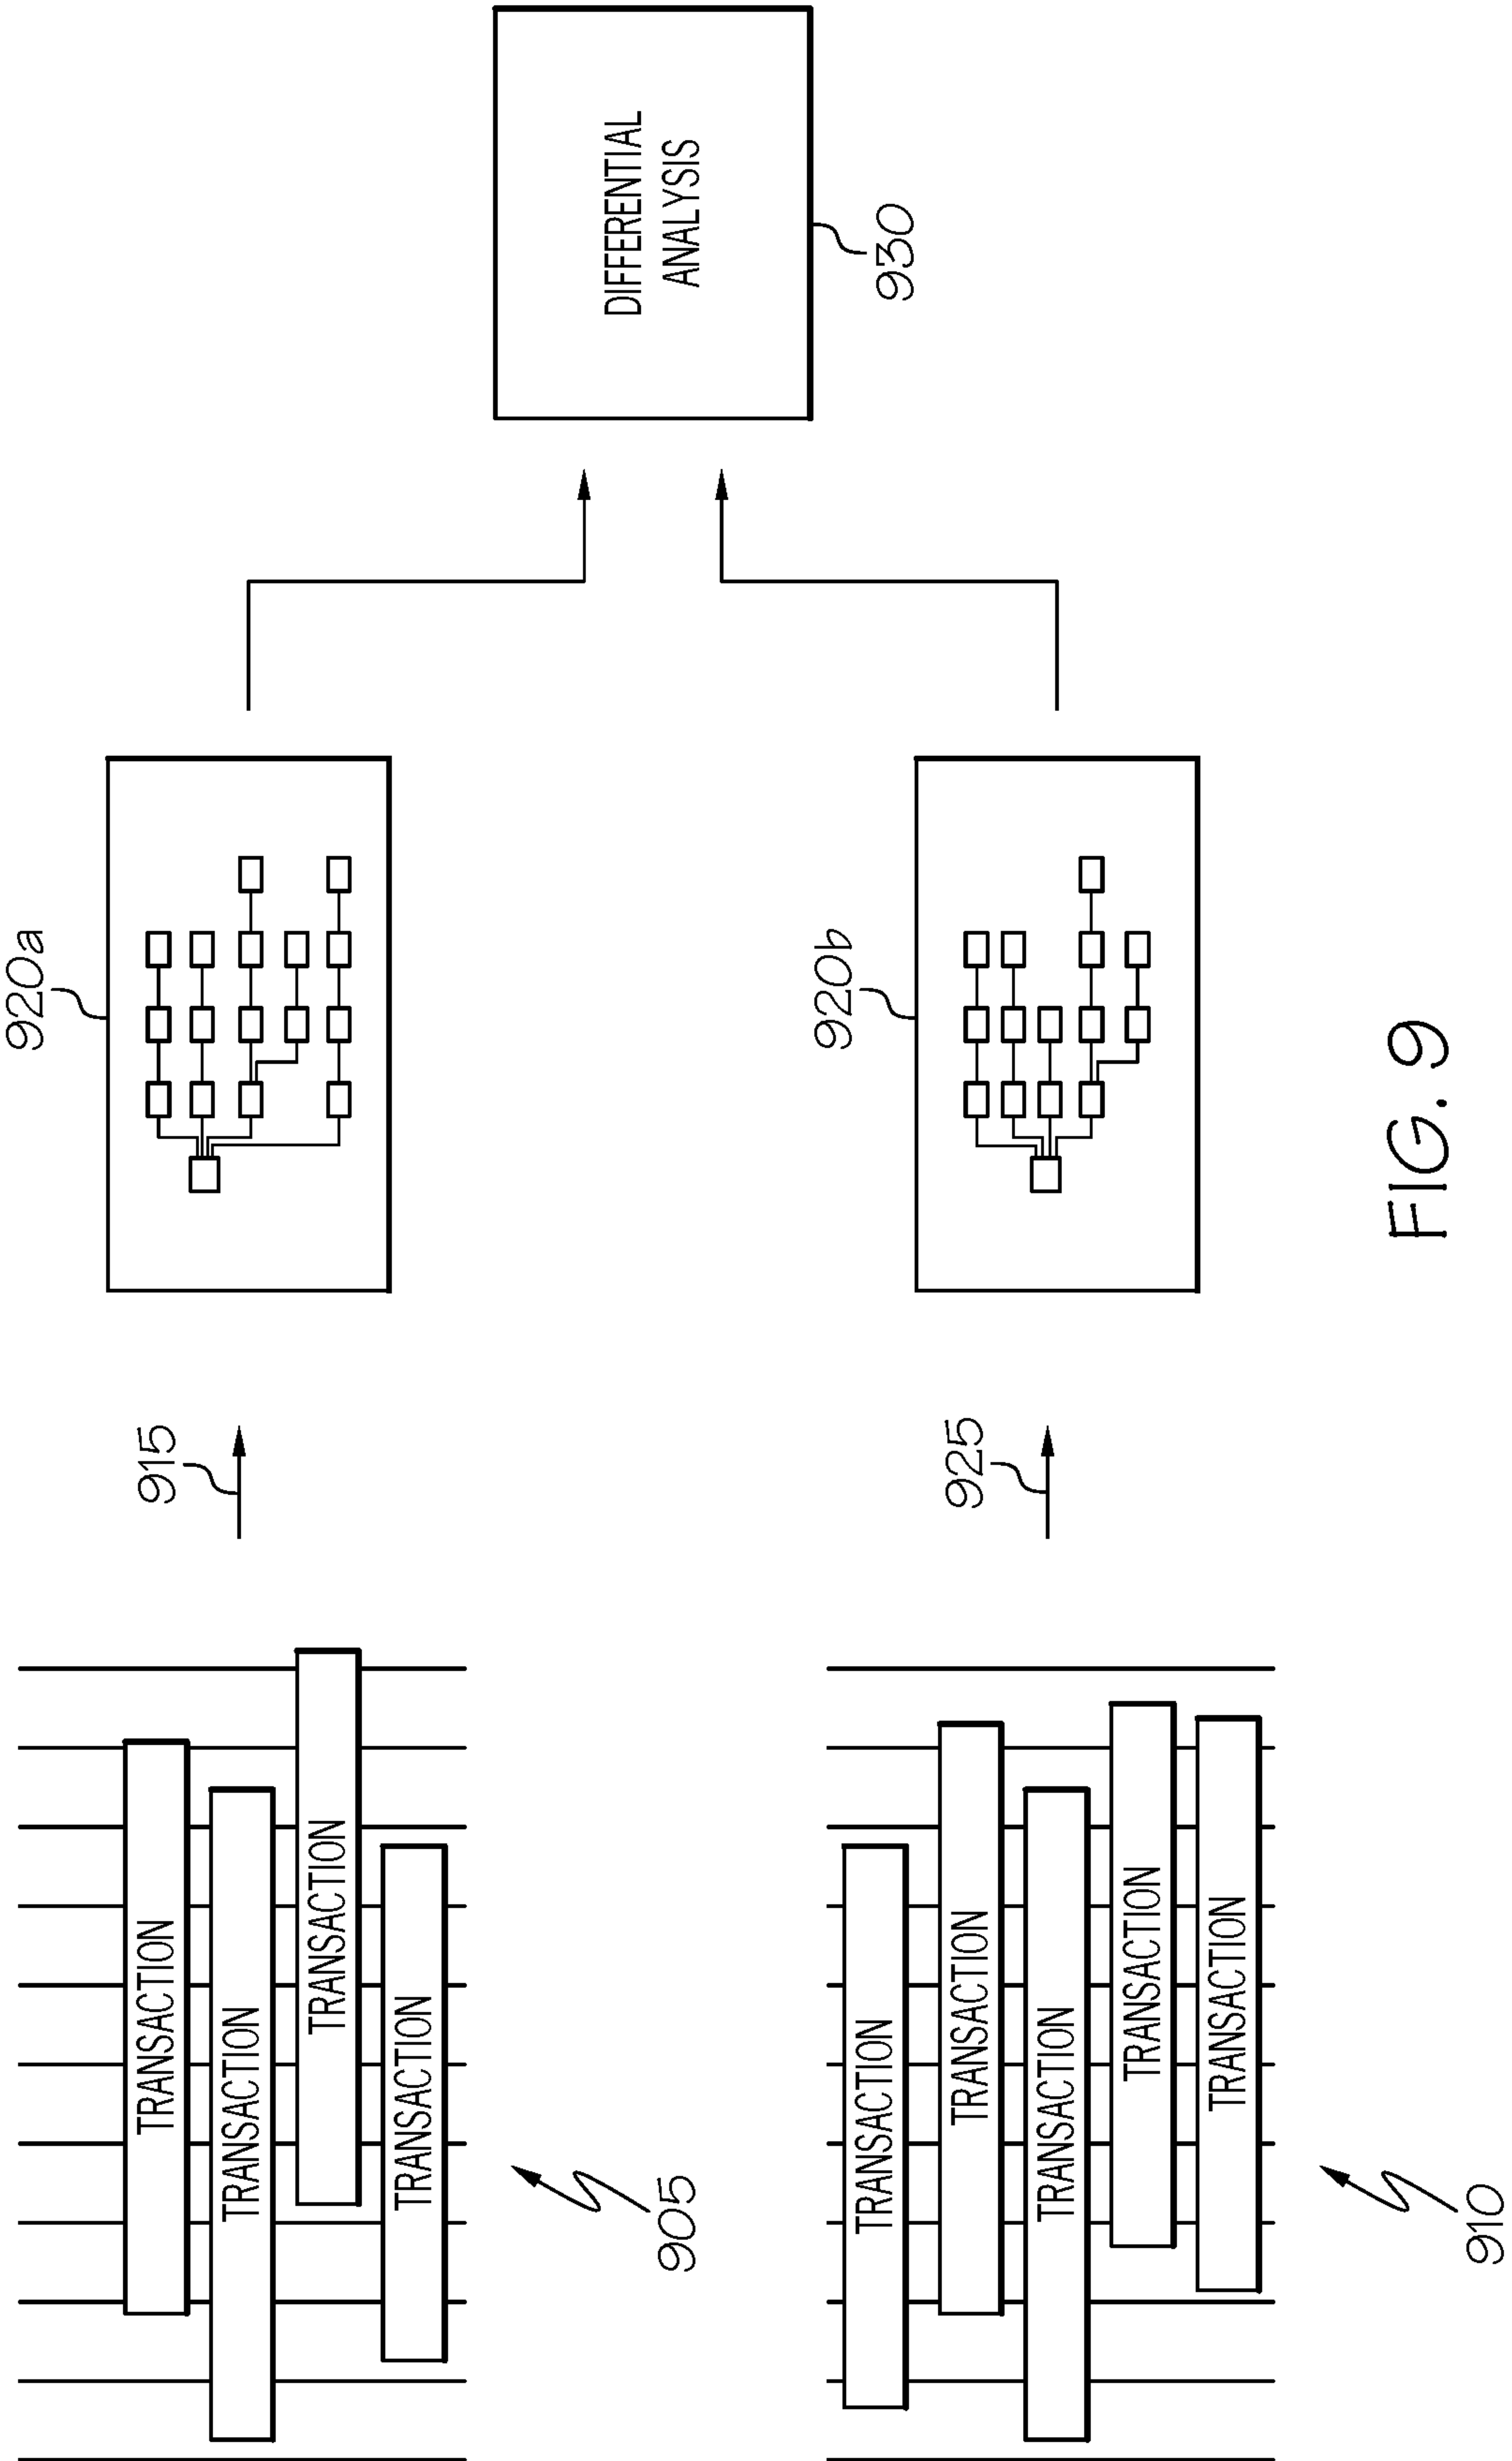 TRANSACTION
TRANSACTION
TRANSACTION
TRANSACTION
905
915
920a
DIFFERENTIAL
ANALYSIS
930
TRANSACTION
TRANSACTION
TRANSACTION
TRANSACTION
TRANSACTION
910
925
920b
FIG. 9